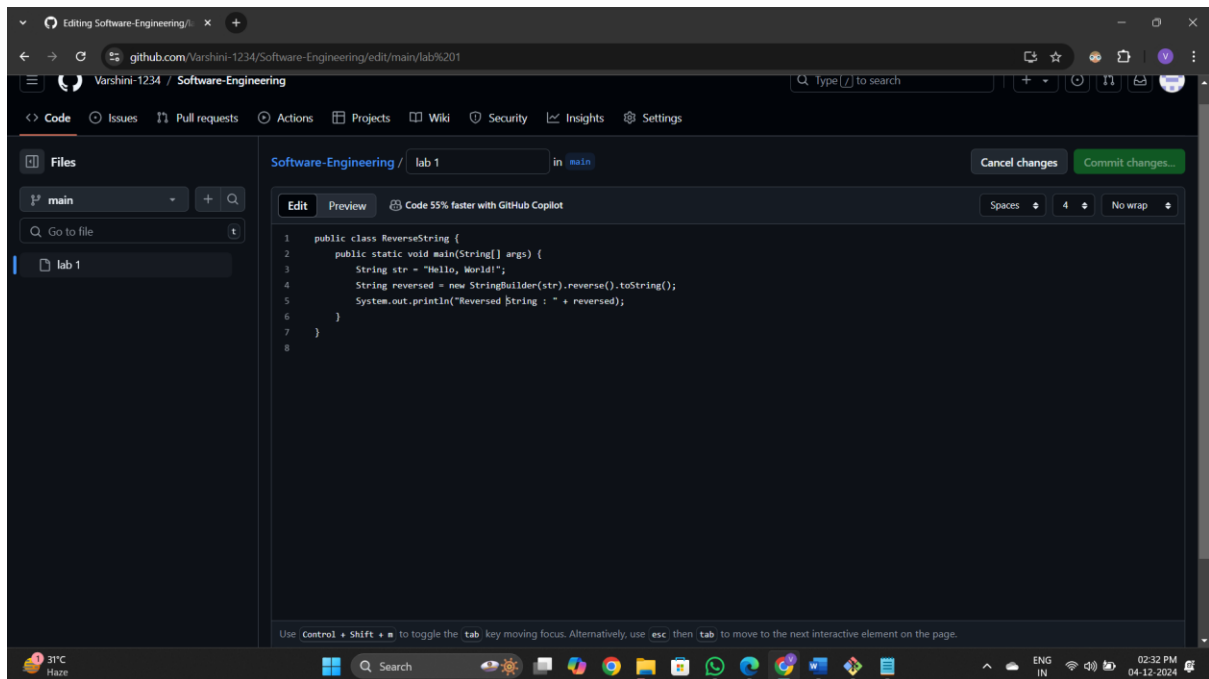 Editing Software-Engineering/l
github.com/Varshini-1234/Software-Engineering/edit/main/lab%201
V
Varshini-1234 / Software-Engineering
Type / to search
<> Code Issues Pull requests Actions Projects Wiki Security Insights Settings
Files
Software-Engineering / lab 1 in main
Cancel changes Commit changes...
main
Edit Preview Code 55% faster with GitHub Copilot
Spaces 4 No wrap
Go to file t
lab 1
1 public class ReverseString {
2 public static void main(String[] args) {
3 String str = "Hello, World!";
4 String reversed = new StringBuilder(str).reverse().toString();
5 System.out.println("Reversed String : " + reversed);
6 }
7 }
8
Use Control + Shift + m to toggle the tab key moving focus. Alternatively, use esc then tab to move to the next interactive element on the page.
1
31°C
Haze
Search
ENG
IN
02:32 PM
04-12-2024